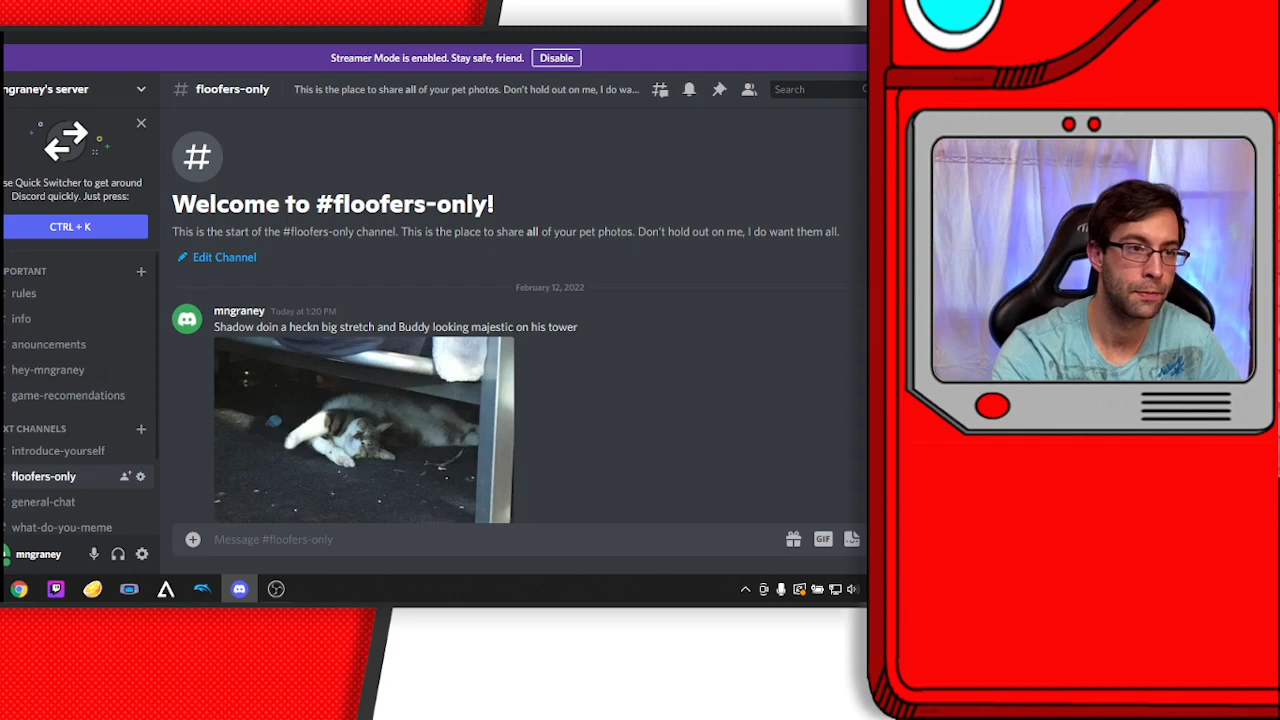 Streamer Mode is enabled. Stay safe, friend. Disable
ngraney's server
# floofers-only This is the place to share all of your pet photos. Don't hold out on me, I do wa... Search
se Quick Switcher to get around
Discord quickly. Just press:
CTRL + K
PORTANT
rules
info
anouncements
hey-mngraney
game-recomendations
XT CHANNELS
introduce-yourself
floofers-only
general-chat
what-do-you-meme
mngraney
#
Welcome to #floofers-only!
This is the start of the #floofers-only channel. This is the place to share all of your pet photos. Don't hold out on me, I do want them all.
Edit Channel
February 12, 2022
mngraney Today at 1:20 PM
Shadow doin a heckn big stretch and Buddy looking majestic on his tower
Message #floofers-only
GIF